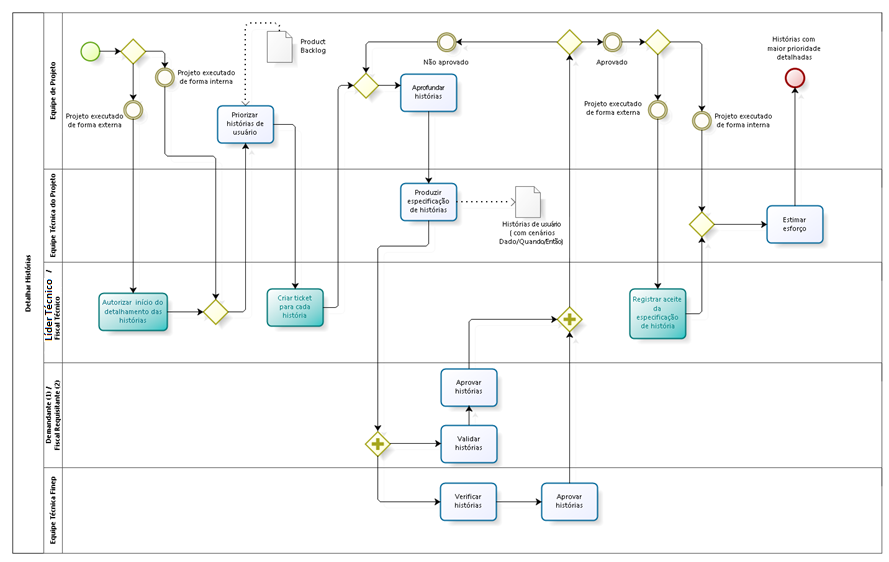 Detalhar Histórias
Equipe de Projeto
Projeto executado
de forma interna
Projeto executado
de forma externa
Product
Backlog
Priorizar
histórias de
usuário
Não aprovado
Aprofundar
histórias
Aprovado
Projeto executado
de forma externa
Projeto executado
de forma interna
Histórias com
maior prioridade
detalhadas
Equipe Técnica do Projeto
Produzir
especificação
de histórias
Histórias de usuário
( com cenários
Dado/Quando/Então)
Estimar
esforço
Líder Técnico /
Fiscal Técnico
Autorizar início do
detalhamento das
histórias
Criar ticket
para cada
história
Registrar aceite
da
especificação
de história
Demandante (1) /
Fiscal Requisitante (2)
Aprovar
histórias
Validar
histórias
Equipe Técnica Finep
Verificar
histórias
Aprovar
histórias